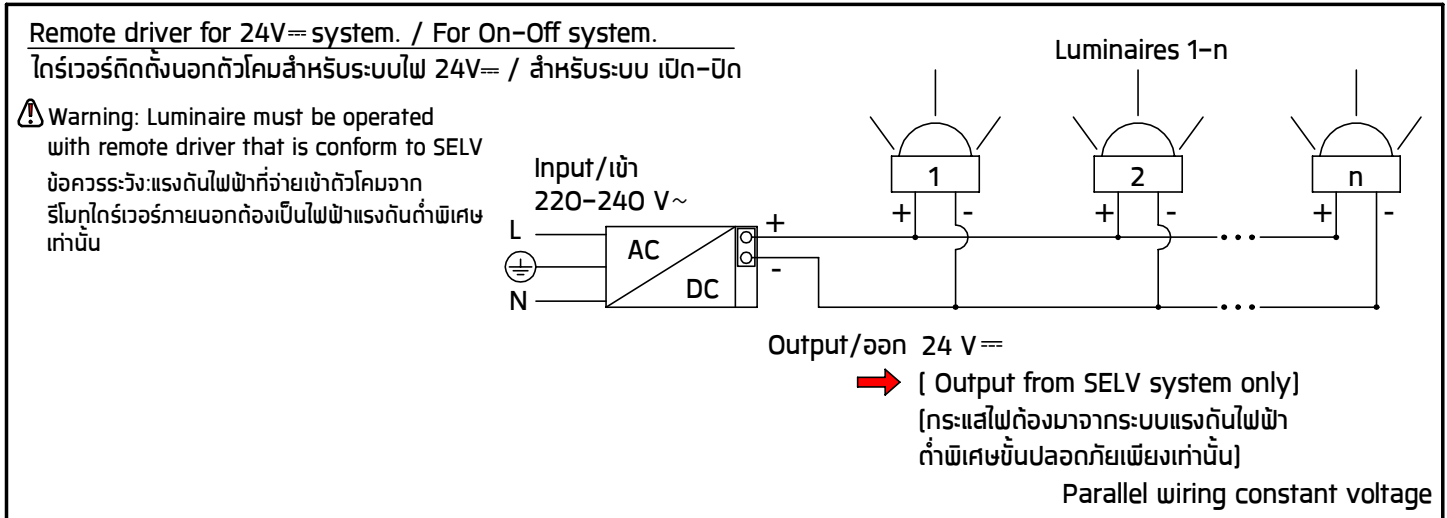 Remote driver for 24V⎓ system. / For On-Off system.
ไดร์เวอร์ติดตั้งนอกตัวโคมสำหรับระบบไฟ 24V⎓ / สำหรับระบบ เปิด-ปิด
Warning: Luminaire must be operated
with remote driver that is conform to SELV
ข้อควรระวัง:แรงดันไฟฟ้าที่จ่ายเข้าตัวโคมจาก
รีโมทไดร์เวอร์ภายนอกต้องเป็นไฟฟ้าแรงดันต่ำพิเศษ
เท่านั้น
Luminaires 1-n
1
2
n
+ -
+ -
+ -
Input/เข้า
220-240 V~
L
N
AC
DC
+
-
Output/ออก 24 V⎓
( Output from SELV system only)
(กระแสไฟต้องมาจากระบบแรงดันไฟฟ้า
ต่ำพิเศษขั้นปลอดภัยเพียงเท่านั้น)
Parallel wiring constant voltage